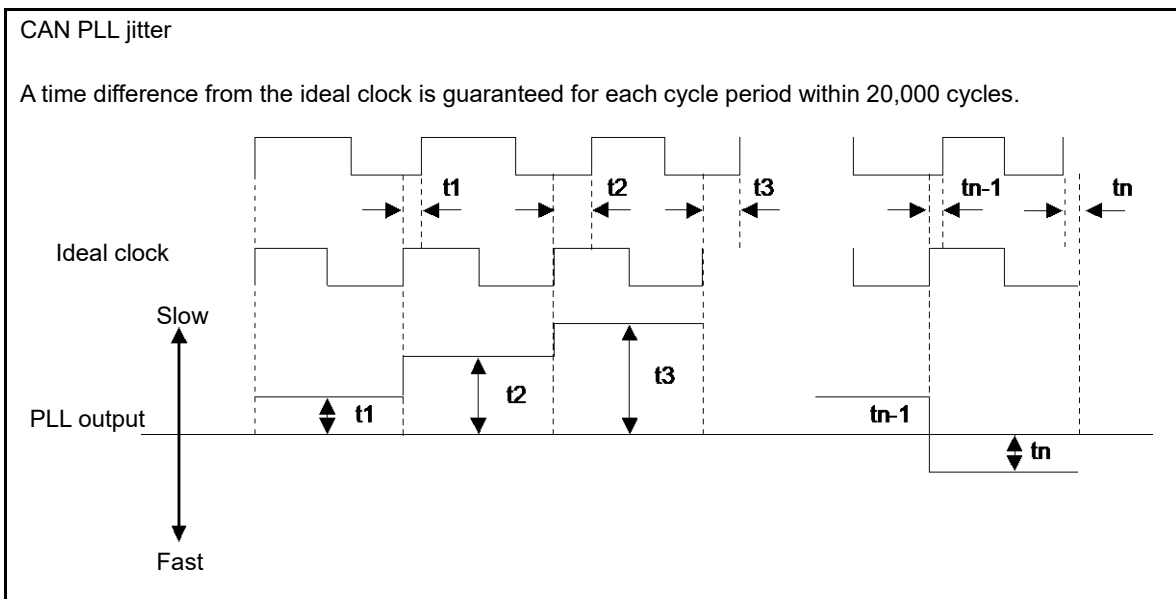 CAN PLL jitter
A time difference from the ideal clock is guaranteed for each cycle period within 20,000 cycles.
t1
t2
t3
tn-1
tn
Ideal clock
Slow
t1
t2
t3
PLL output
tn-1
tn
Fast